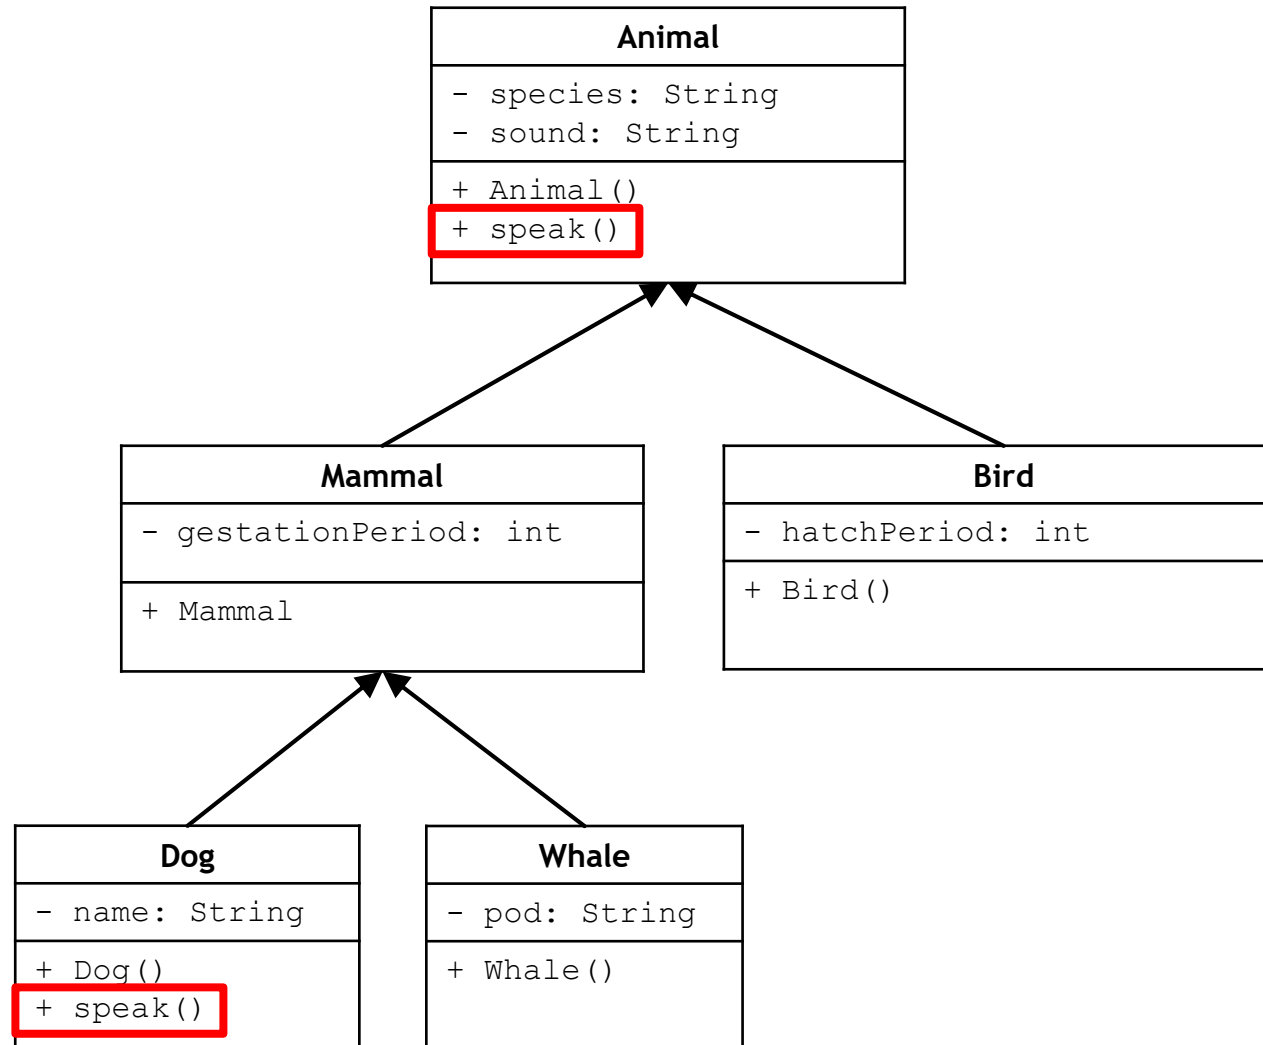 Animal
- species: String
- sound: String
+ Animal()
+ speak()
Mammal
- gestationPeriod: int
+ Mammal
Bird
- hatchPeriod: int
+ Bird()
Dog
- name: String
+ Dog()
+ speak()
Whale
- pod: String
+ Whale()